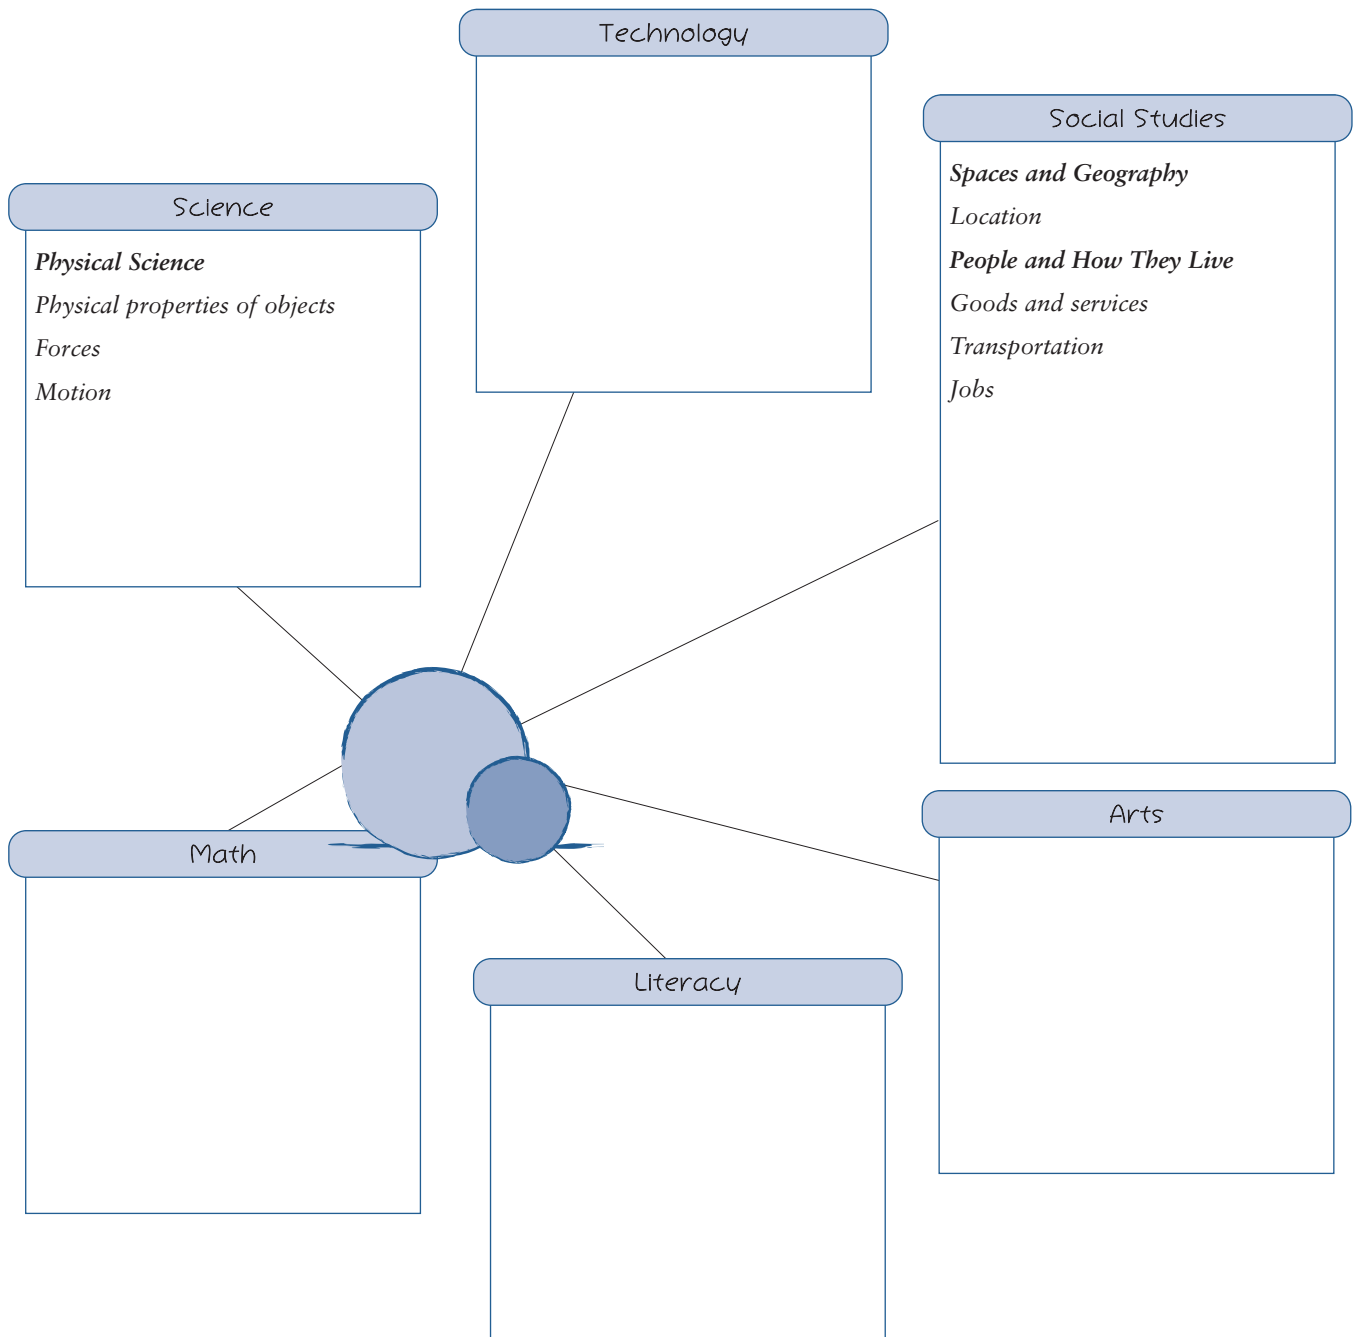 Technology
Social Studies
Spaces and Geography
Location
People and How They Live
Goods and services
Transportation
Jobs
Science
Physical Science
Physical properties of objects
Forces
Motion
Math
Arts
Literacy